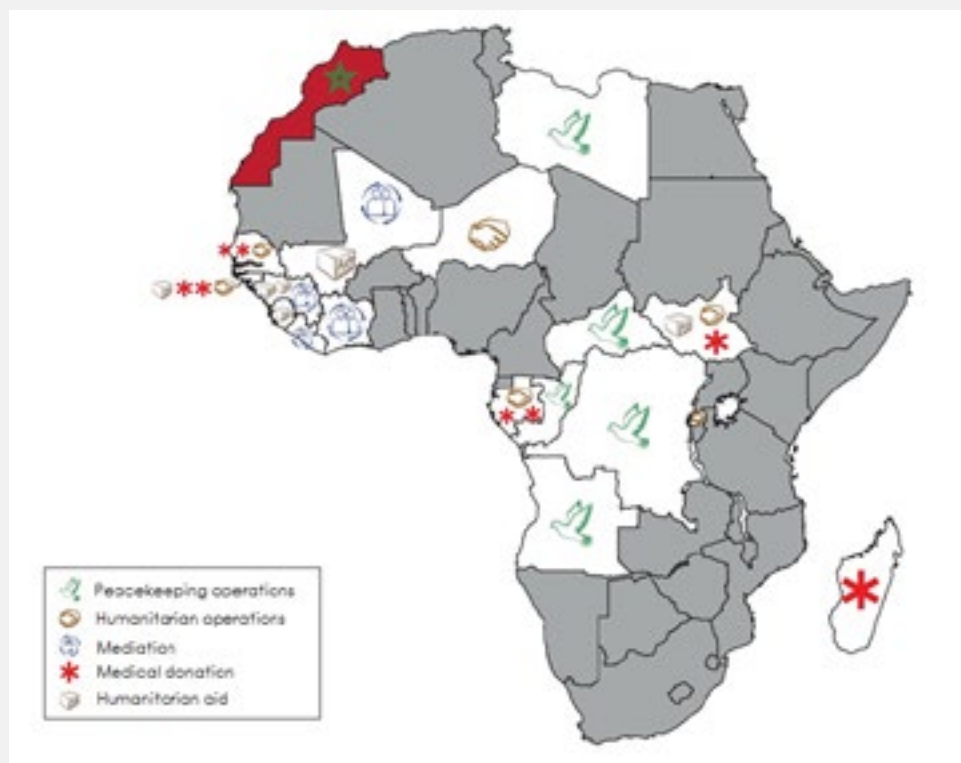 Peacekeeping operations
Humanitarian operations
Mediation
Medical donation
Humanitarian aid